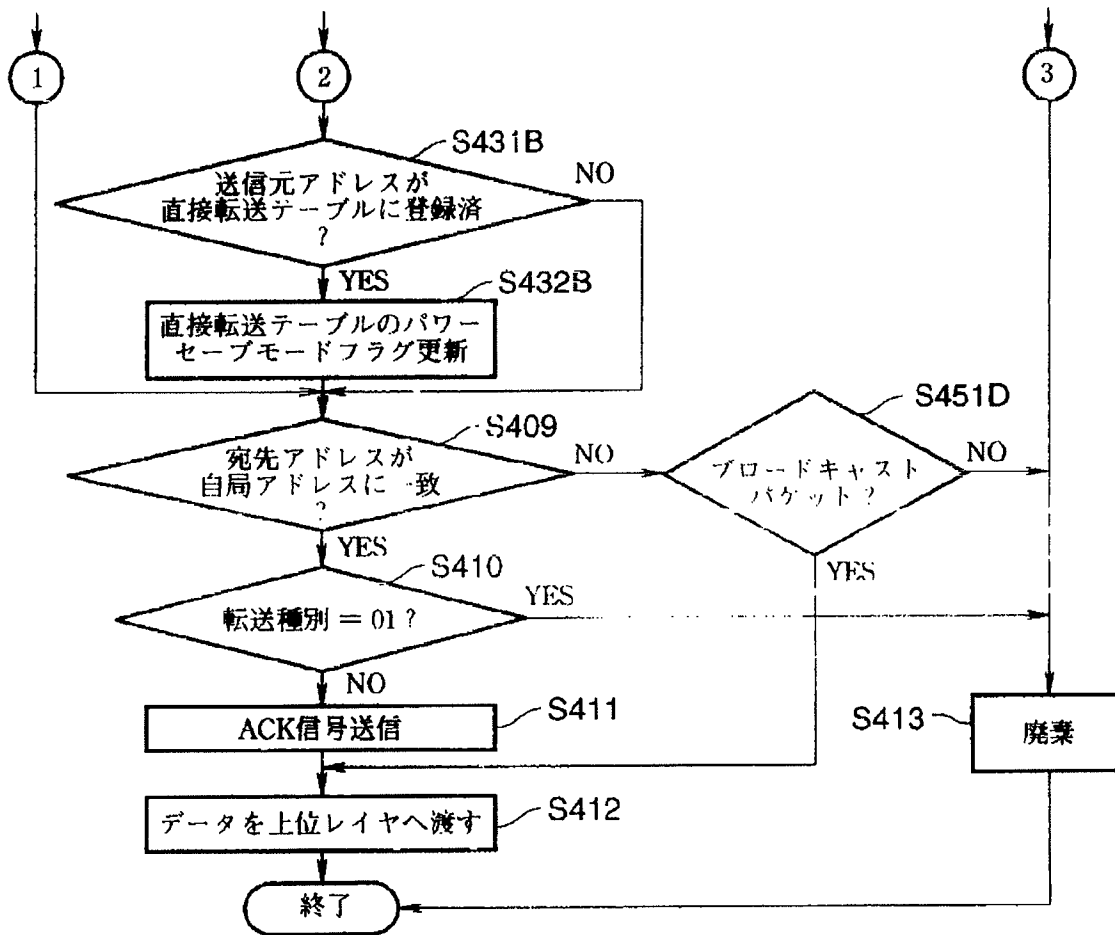 1
2
3
S431B
送信元アドレスが
直接転送テーブルに登録済
?
NO
YES
S432B
直接転送テーブルのパワー
セーブモードフラグ更新
S409
宛先アドレスが
自局アドレスに一致
?
NO
YES
S451D
ブロードキャスト
パケット?
NO
YES
S410
転送種別=01?
YES
NO
S411
ACK信号送信
S412
データを上位レイヤへ渡す
S413
廃棄
終了